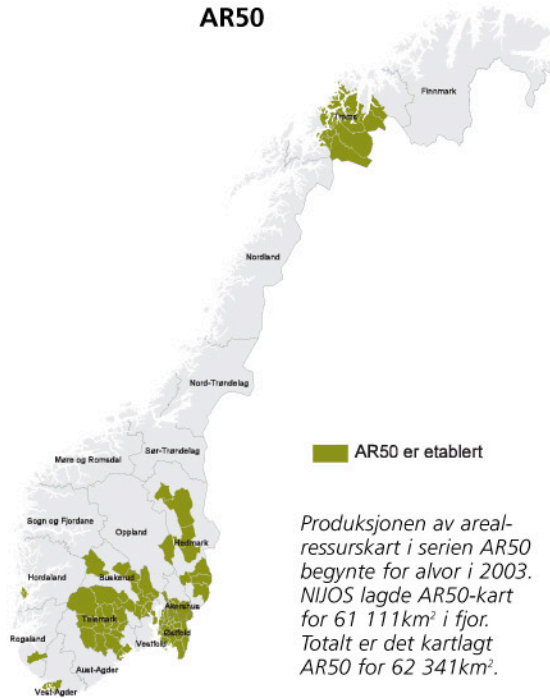 AR50
Finnmark
Troms
Nordland
Nord-Trøndelag
Sør-Trøndelag
Møre og Romsdal
AR50 er etablert
Sogn og Fjordane
Oppland
Hedmark
Produksjonen av areal-
ressurskart i serien AR50
begynte for alvor i 2003.
NIJOS lagde AR50-kart
for 61 111km² i fjor.
Totalt er det kartlagt
AR50 for 62 341km².
Hordaland
Buskerud
Akershus
Telemark
Østfold
Vestfold
Rogaland
Aust-Agder
Vest-Agder